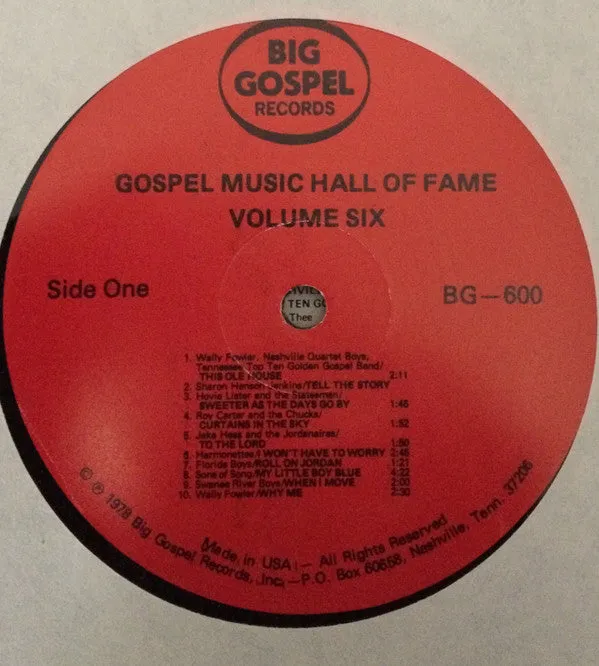 BIG
GOSPEL
RECORDS
GOSPEL MUSIC HALL OF FAME
VOLUME SIX
Side One
BG—600
TEN
Thee
1. Wally Fowler, Nashville Quartet Boys,
Tennessee Top Ten Golden Gospel Band/
THIS OLE HOUSE 2:11
2. Sharon Hanson Jenkins/TELL THE STORY
3. Hovie Lister and the Statesmen/
SWEETER AS THE DAYS GO BY 1:45
4. Roy Carter and the Chucks/
CURTAINS IN THE SKY 1:52
5. Jake Hess and the Jordanaires/
TO THE LORD 1:50
6. Harmonettes/I WON'T HAVE TO WORRY 2:46
7. Florida Boys/ROLL ON JORDAN 1:21
8. Sons of Song/MY LITTLE BOY BLUE 4:22
9. Swanee River Boys/WHEN I MOVE 2:03
10. Wally Fowler/WHY ME 2:30
© ℗ 1978 Big Gospel Records, Inc.—P.O. Box 60558, Nashville, Tenn. 37206
Made in USA — All Rights Reserved